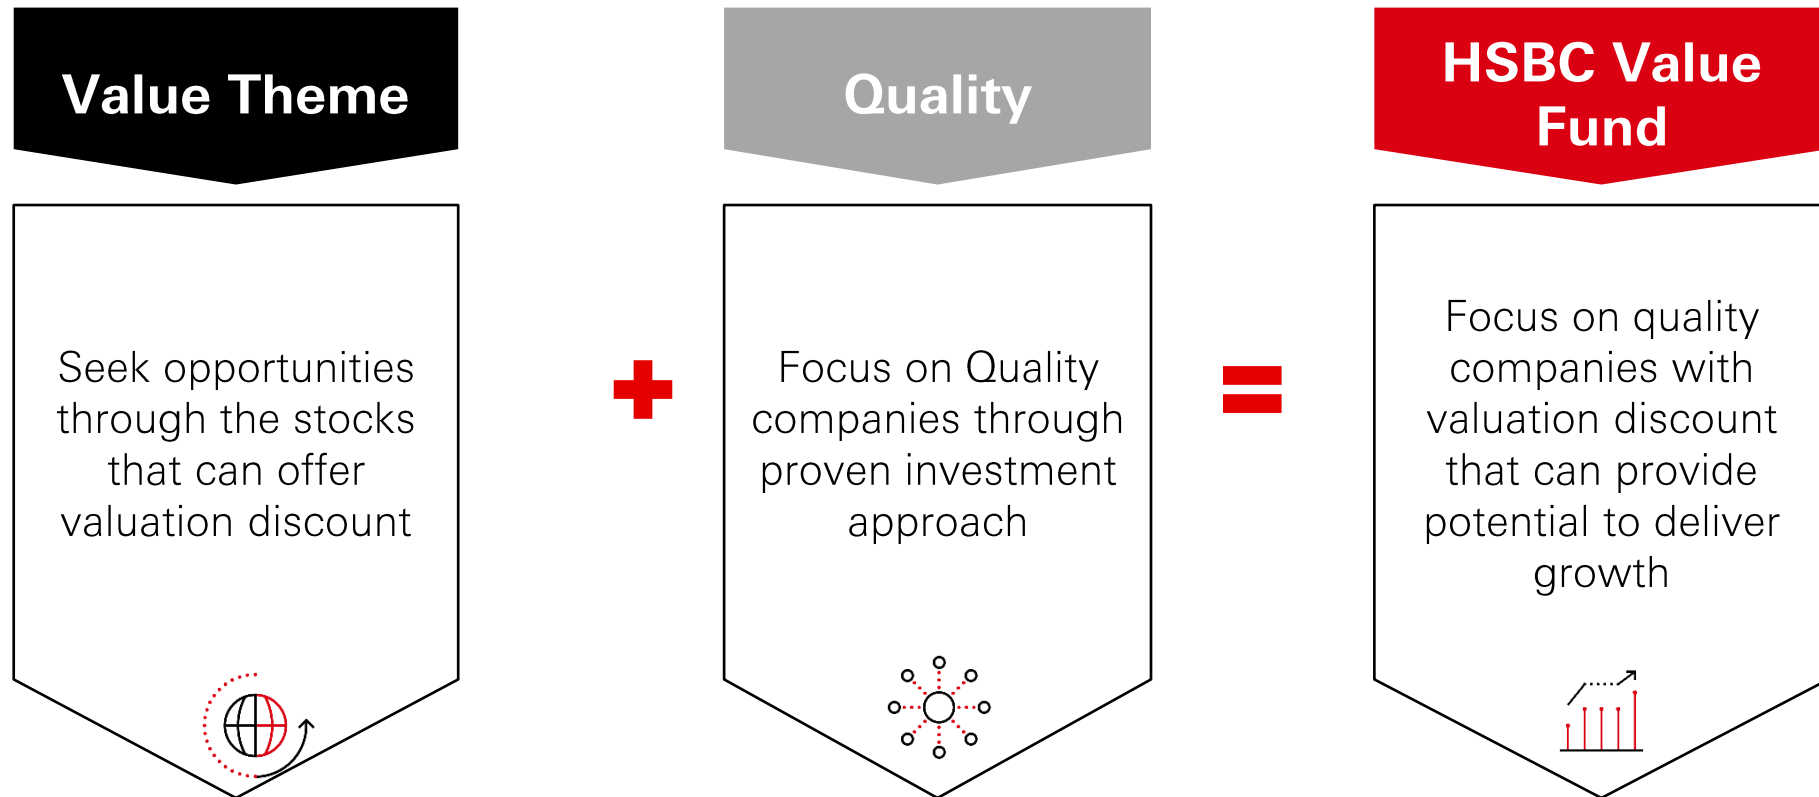 Value Theme
Seek opportunities
through the stocks
that can offer
valuation discount
Quality
Focus on Quality
companies through
proven investment
approach
HSBC Value
Fund
Focus on quality
companies with
valuation discount
that can provide
potential to deliver
growth